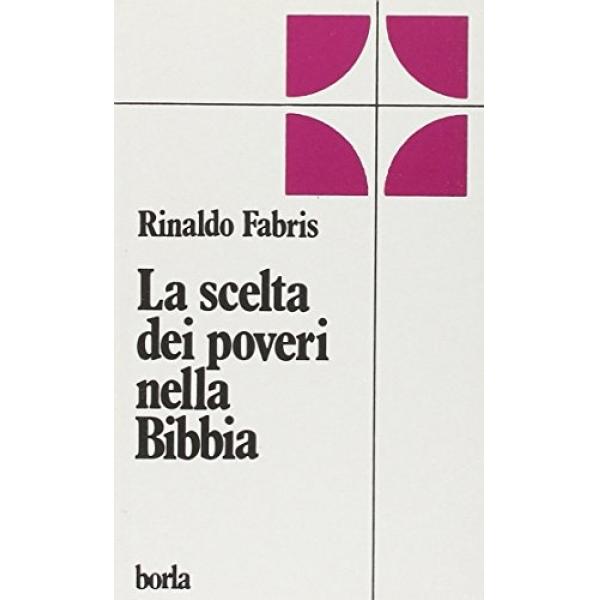 Rinaldo Fabris
La scelta
dei poveri
nella
Bibbia
borla